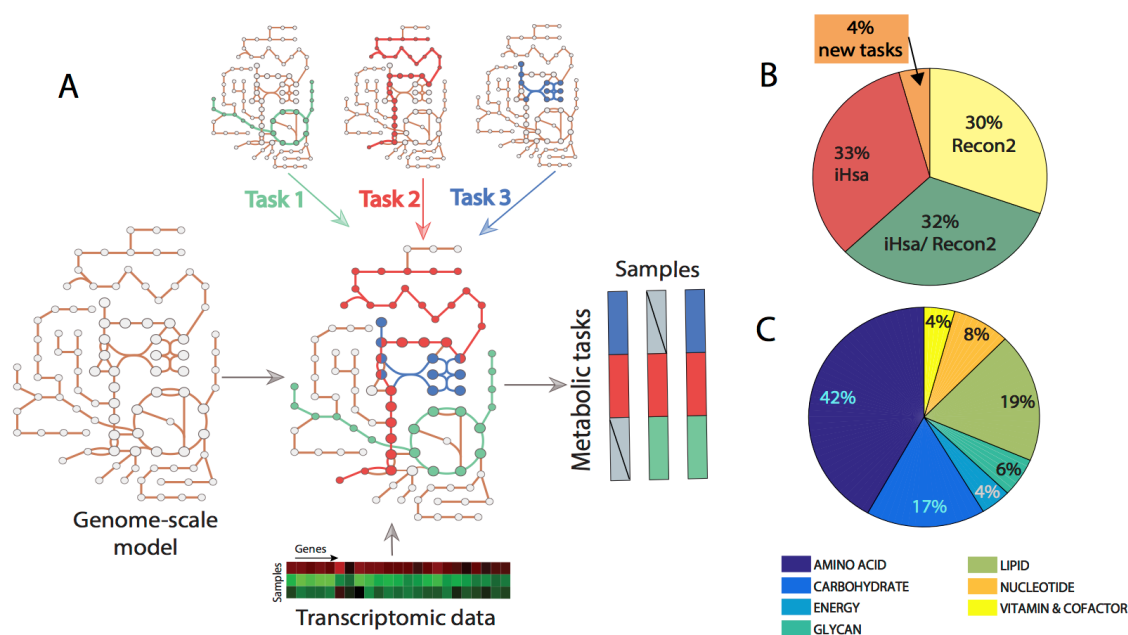 A
Task 1
Task 2
Task 3
Genome-scale
model
Genes
Samples
Transcriptomic data
Samples
Metabolic tasks
B
4%
new tasks
30%
Recon2
33%
iHsa
32%
iHsa/ Recon2
C
4%
8%
19%
6%
4%
17%
42%
AMINO ACID
CARBOHYDRATE
ENERGY
GLYCAN
LIPID
NUCLEOTIDE
VITAMIN & COFACTOR